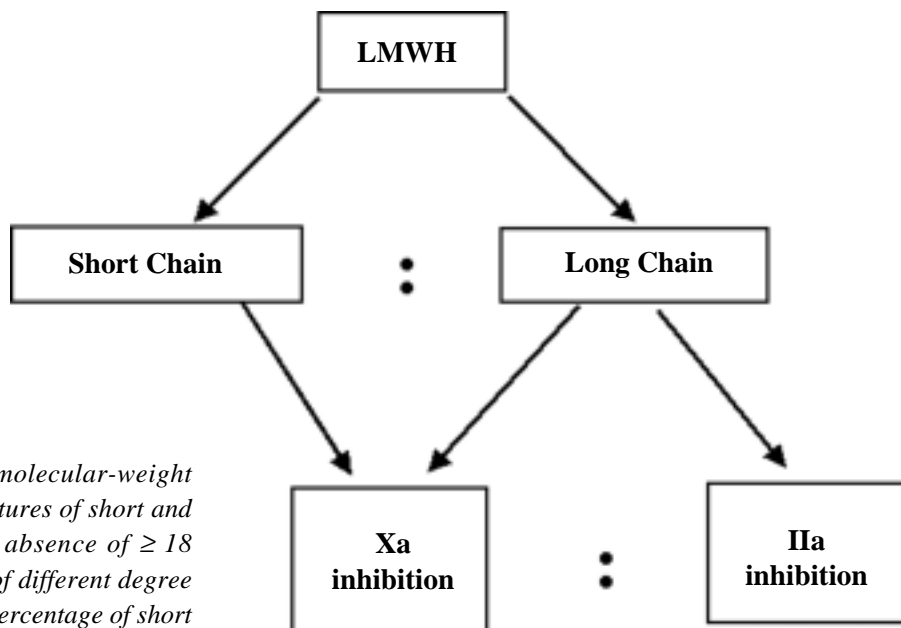 LMWH
Short Chain
:
Long Chain
molecular-weight
tures of short and
absence of ≥ 18
of different degree
ercentage of short
Xa
inhibition
:
IIa
inhibition